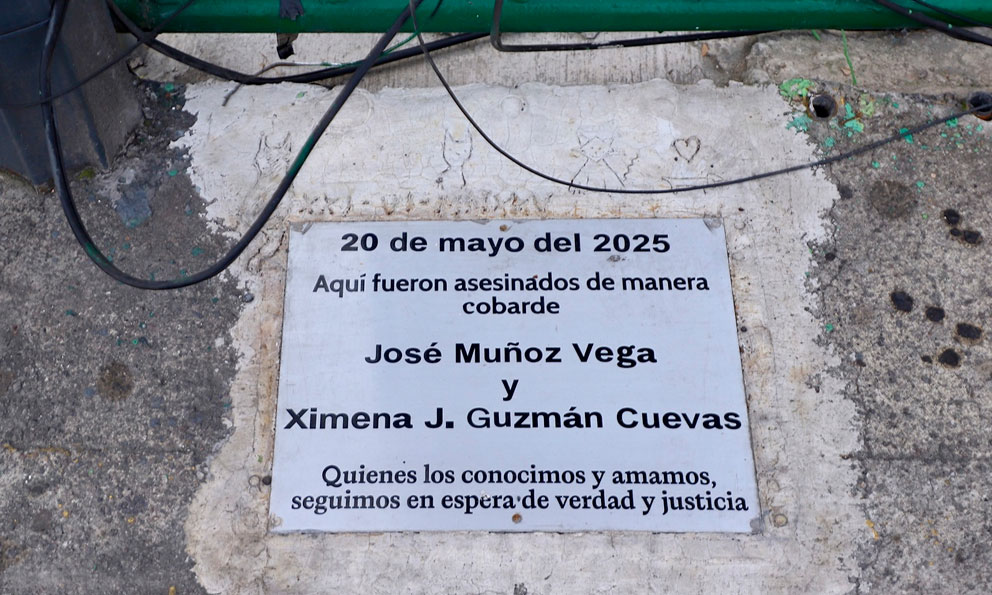 20 de mayo del 2025
Aquí fueron asesinados de manera
cobarde
José Muñoz Vega
y
Ximena J. Guzmán Cuevas
Quienes los conocimos y amamos,
seguimos en espera de verdad y justicia